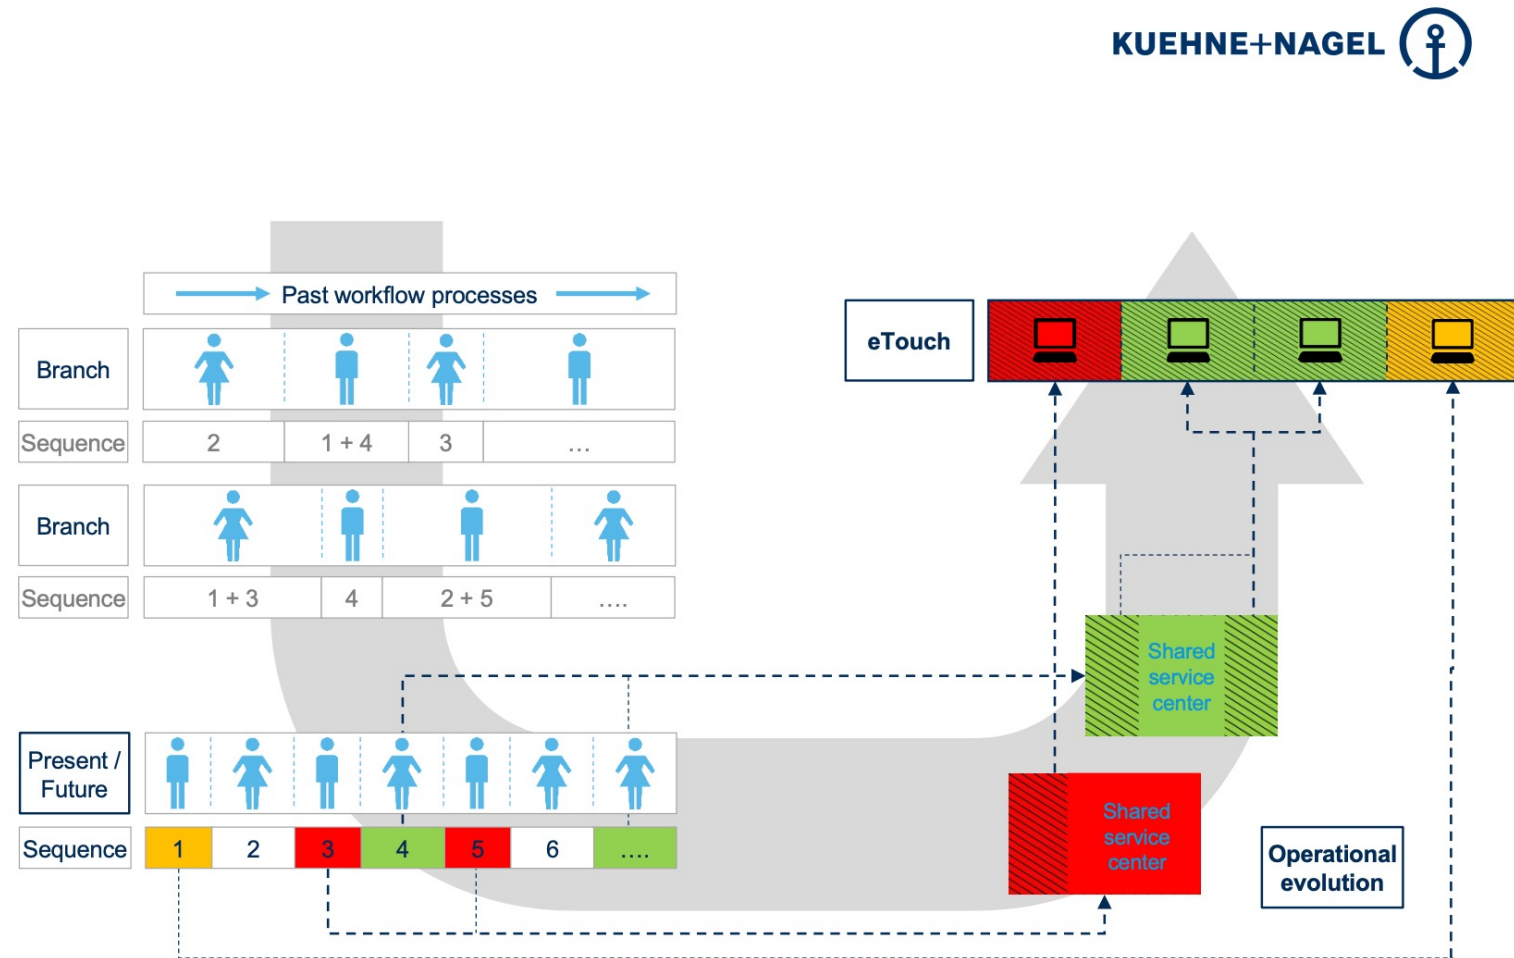 KUEHNE+NAGEL
Past workflow processes
Branch
Sequence
2
1 + 4
3
...
Branch
Sequence
1 + 3
4
2 + 5
....
Present /
Future
Sequence
1
2
3
4
5
6
....
eTouch
Shared
service
center
Shared
service
center
Operational
evolution